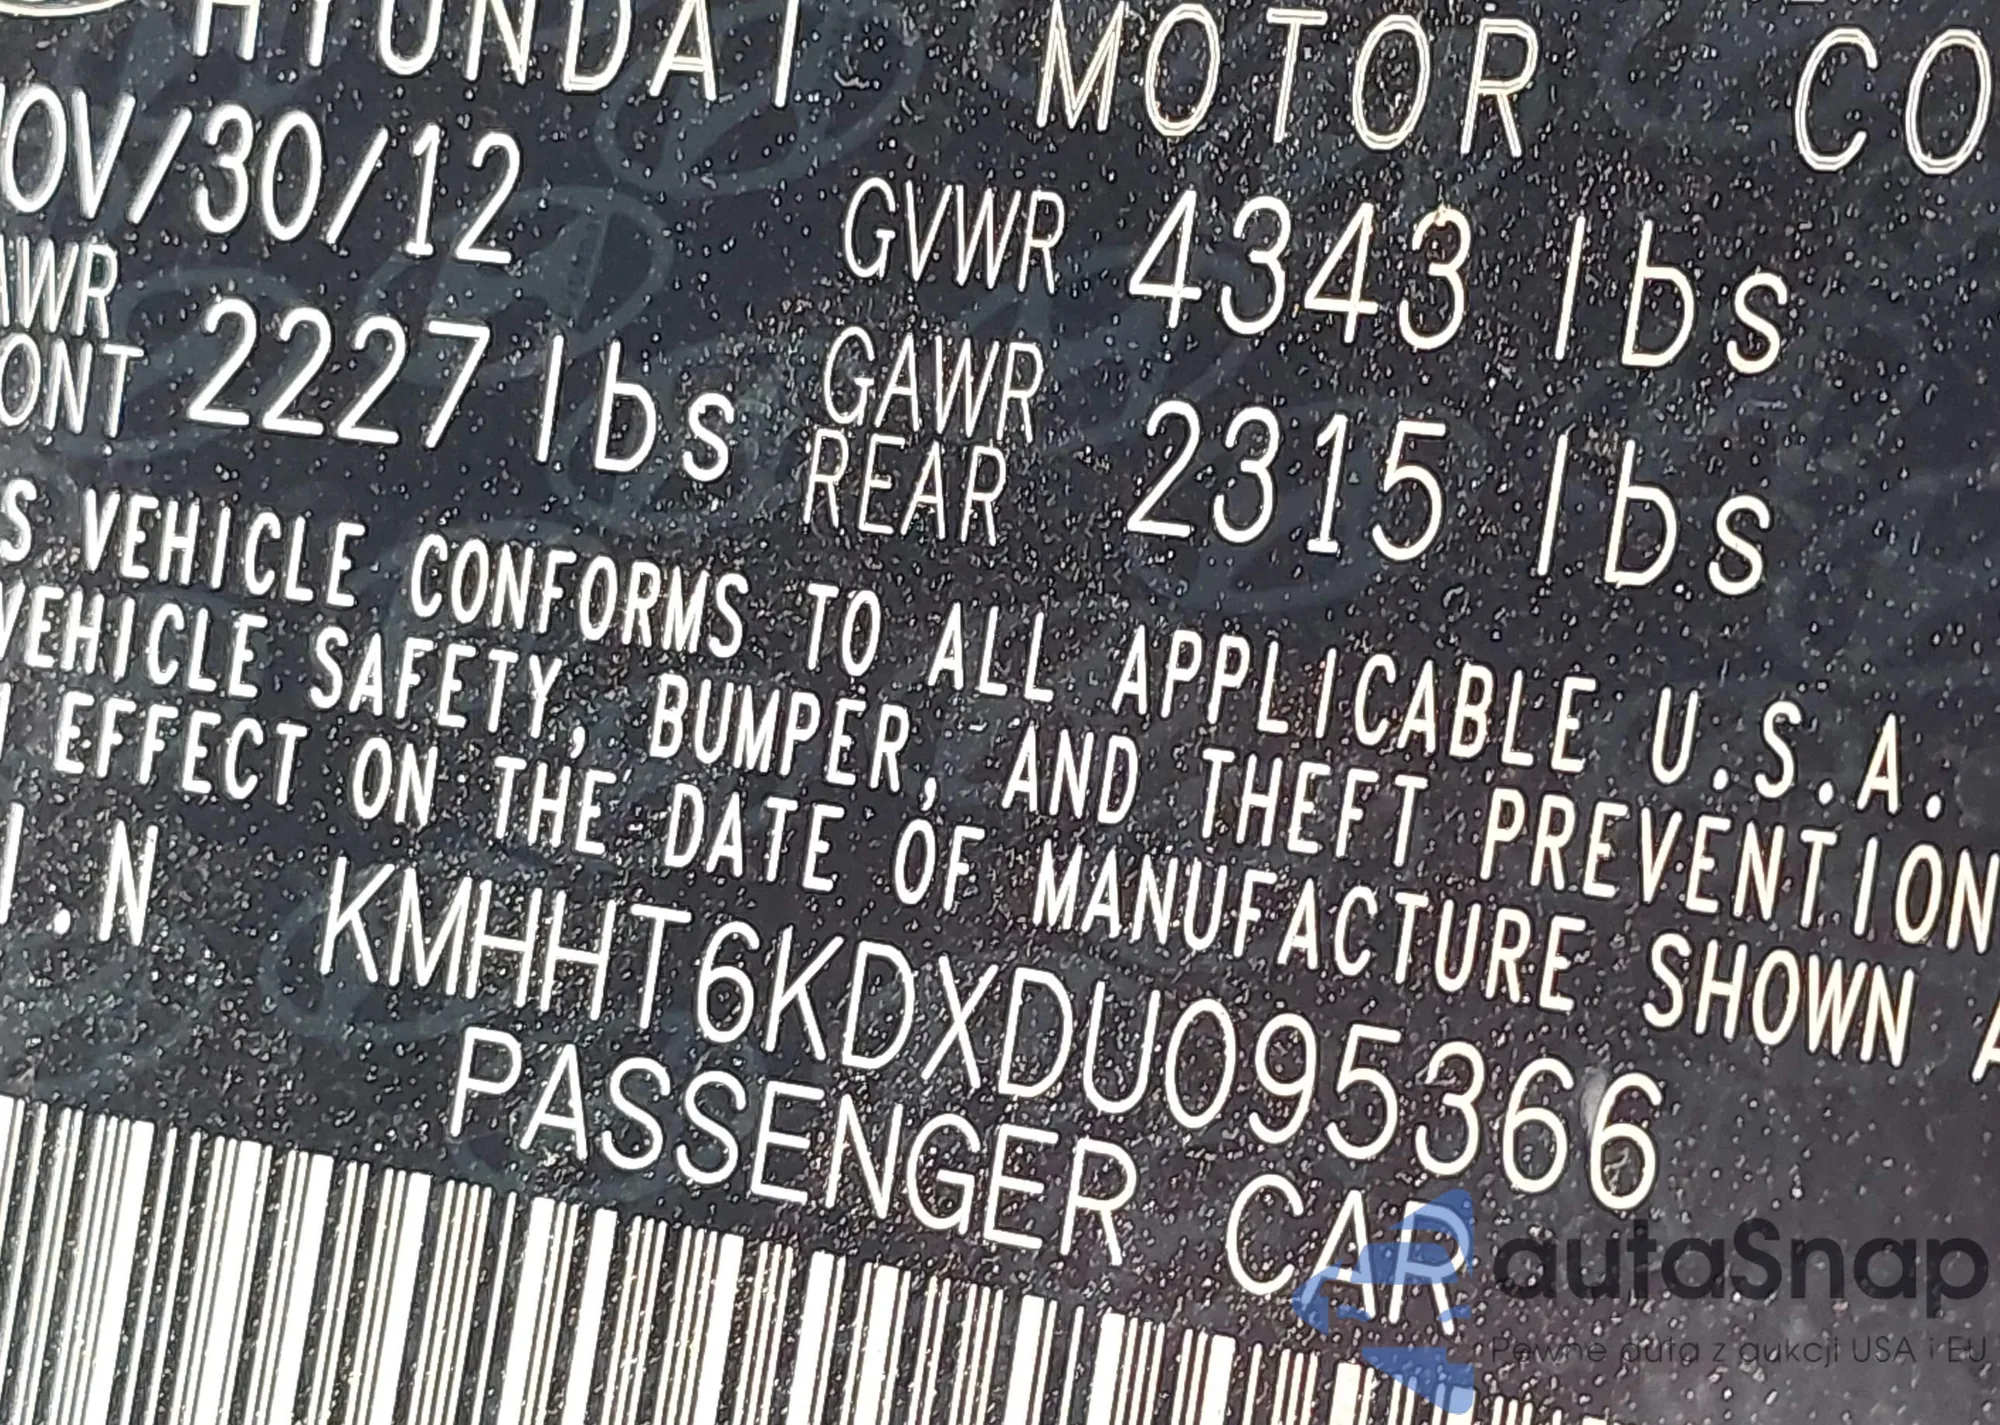 HYUNDAI MOTOR CO
OV/30/12 GVWR 4343 lbs
AWR
ONT 2227 lbs GAWR
REAR 2315 lbs
S VEHICLE CONFORMS TO ALL APPLICABLE U.S.A.
VEHICLE SAFETY, BUMPER, AND THEFT PREVENTION
EFFECT ON THE DATE OF MANUFACTURE SHOWN A
I.N KMHHT6KDXDU095366
PASSENGER CAR
autaSnap
Pewne auta z aukcji USA i EU